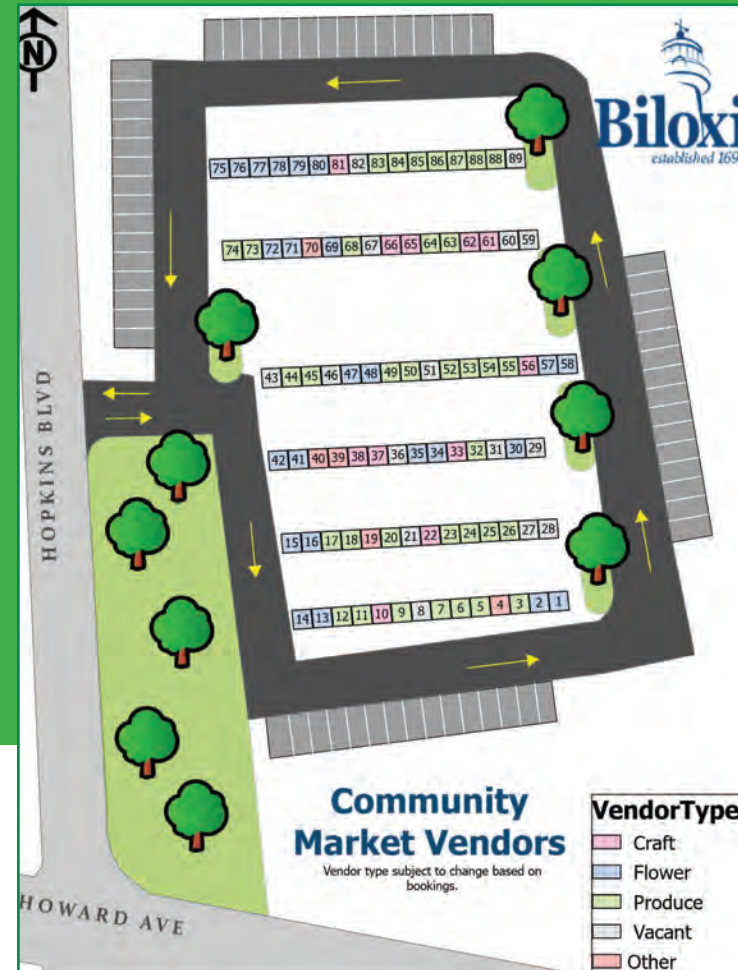 N
Biloxi
established 169
75 76 77 78 79 80 81 82 83 84 85 86 87 88 88 89
74 73 72 71 70 69 68 67 66 65 64 63 62 61 60 59
43 44 45 46 47 48 49 50 51 52 53 54 55 56 57 58
HOPKINS BLVD
42 41 40 39 38 37 36 35 34 33 32 31 30 29
15 16 17 18 19 20 21 22 23 24 25 26 27 28
14 13 12 11 10 9 8 7 6 5 4 3 2 1
Community
Market Vendors
Vendor type subject to change based on
bookings.
VendorType
Craft
Flower
Produce
Vacant
Other
HOWARD AVE